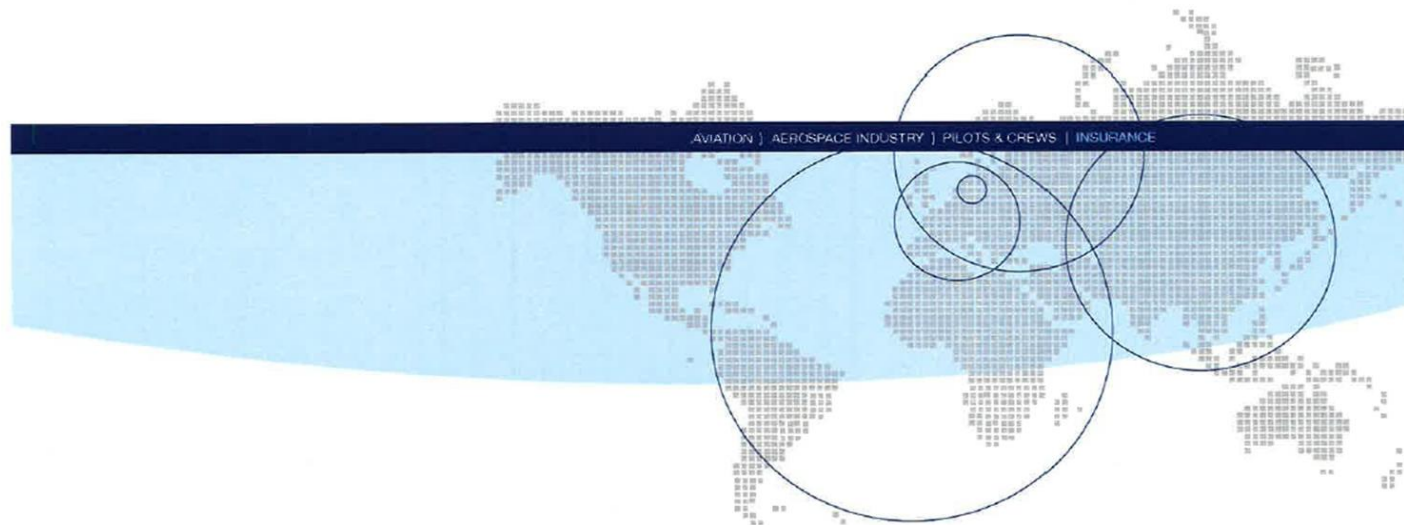 AVIATION } AEROSPACE INDUSTRY } PILOTS & CREWS | INSURANCE